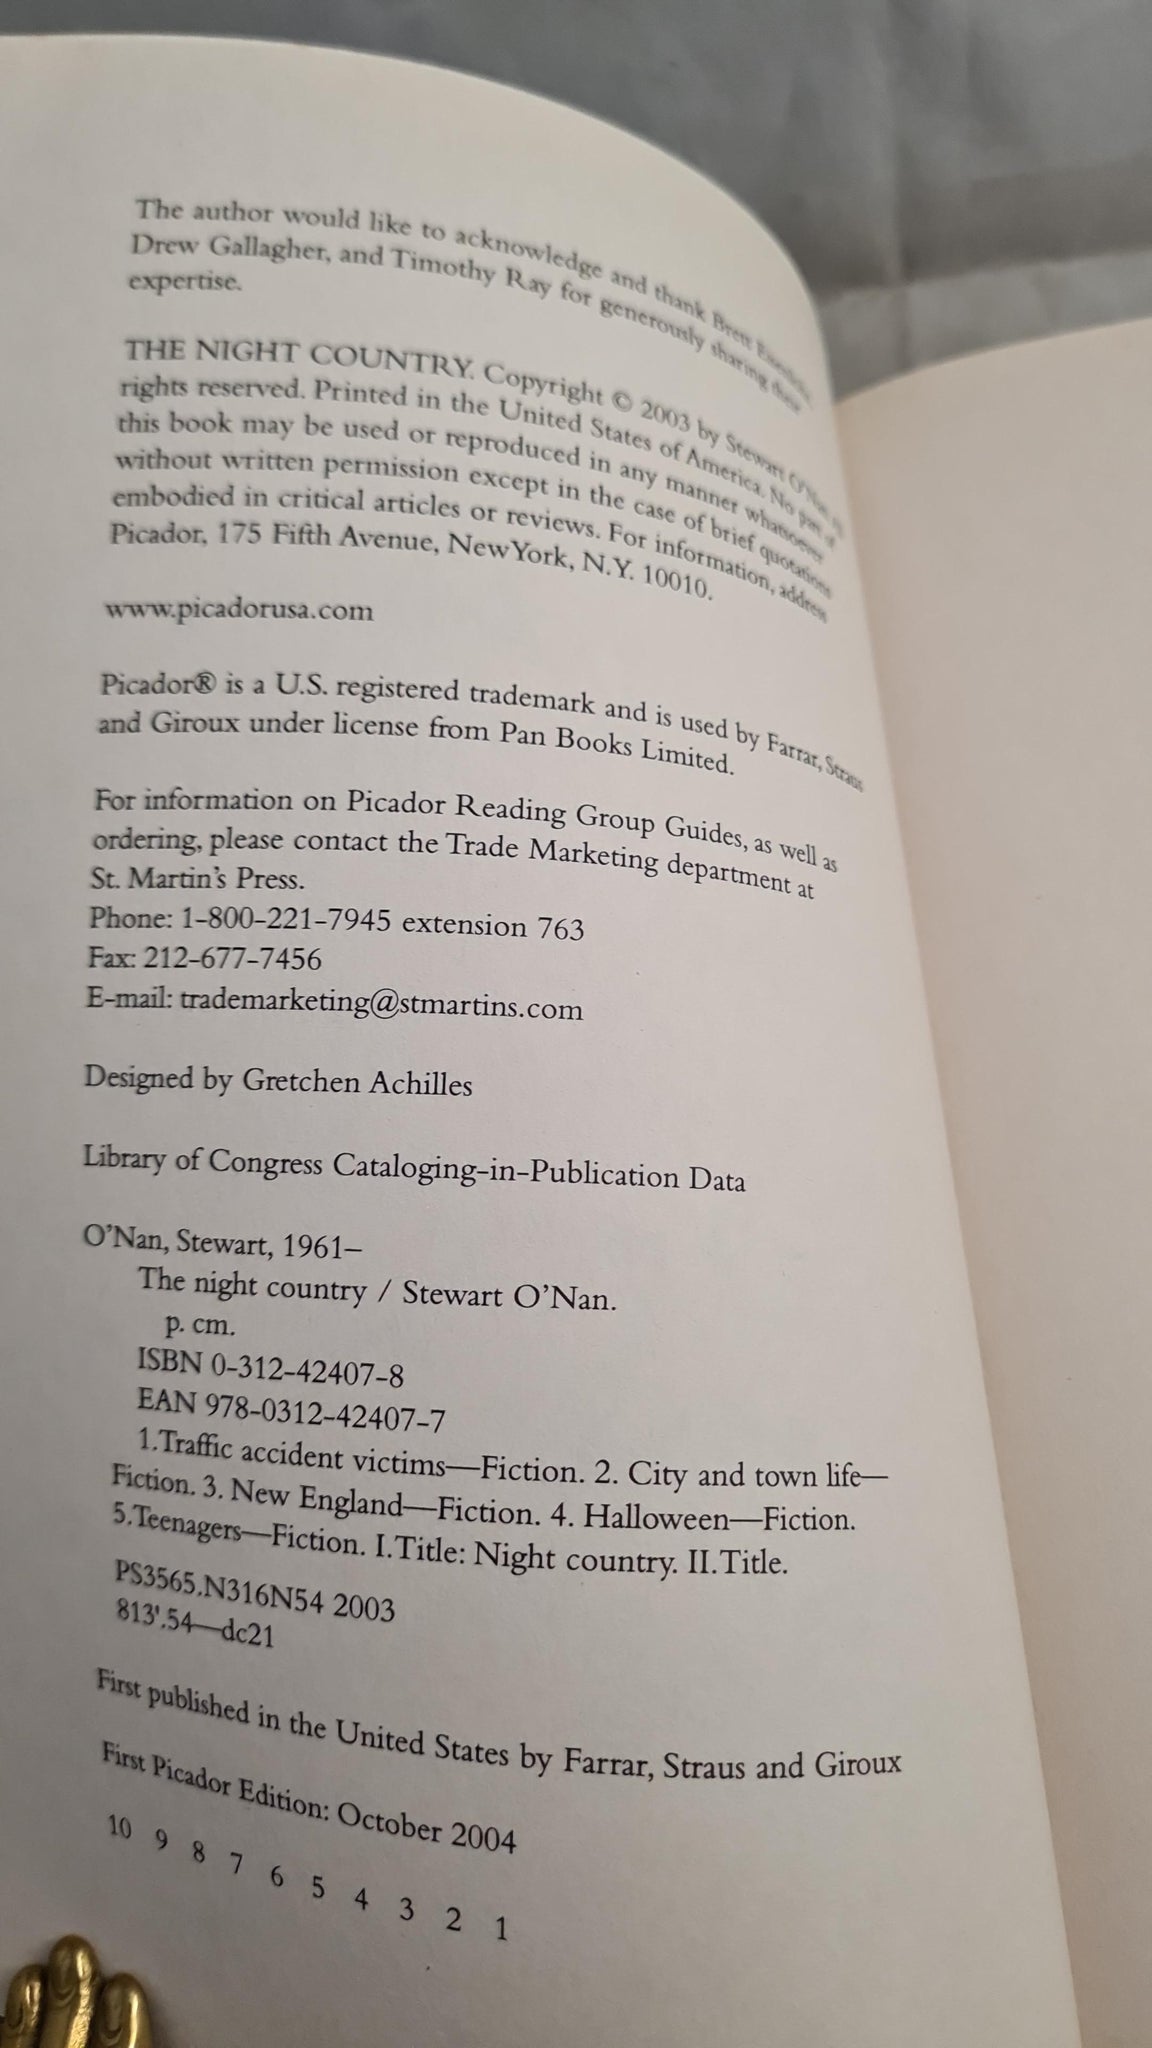 The author would like to acknowledge and thank Brett
Drew Gallagher, and Timothy Ray for generously sharing their
expertise.
THE NIGHT COUNTRY. Copyright © 2003 by Stewart O'Nan. All
rights reserved. Printed in the United States of America. No part of
this book may be used or reproduced in any manner whatsoever
without written permission except in the case of brief quotations
embodied in critical articles or reviews. For information, address
Picador, 175 Fifth Avenue, New York, N.Y. 10010.
www.picadorusa.com
Picador® is a U.S. registered trademark and is used by Farrar, Straus
and Giroux under license from Pan Books Limited.
For information on Picador Reading Group Guides, as well as
ordering, please contact the Trade Marketing department at
St. Martin's Press.
Phone: 1-800-221-7945 extension 763
Fax: 212-677-7456
E-mail: trademarketing@stmartins.com
Designed by Gretchen Achilles
Library of Congress Cataloging-in-Publication Data
O'Nan, Stewart, 1961–
The night country / Stewart O'Nan.
p. cm.
ISBN 0-312-42407-8
EAN 978-0312-42407-7
1. Traffic accident victims—Fiction. 2. City and town life—
Fiction. 3. New England—Fiction. 4. Halloween—Fiction.
5. Teenagers—Fiction. I. Title: Night country. II. Title.
PS3565.N316N54 2003
813'.54—dc21
First published in the United States by Farrar, Straus and Giroux
First Picador Edition: October 2004
10 9 8 7 6 5 4 3 2 1